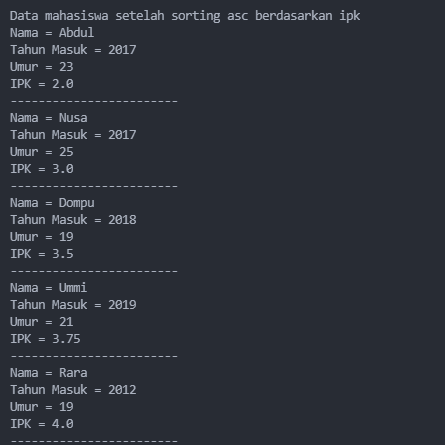 Data mahasiswa setelah sorting asc berdasarkan ipk
Nama = Abdul
Tahun Masuk = 2017
Umur = 23
IPK = 2.0
------------------------
Nama = Nusa
Tahun Masuk = 2017
Umur = 25
IPK = 3.0
------------------------
Nama = Dompu
Tahun Masuk = 2018
Umur = 19
IPK = 3.5
------------------------
Nama = Ummi
Tahun Masuk = 2019
Umur = 21
IPK = 3.75
------------------------
Nama = Rara
Tahun Masuk = 2012
Umur = 19
IPK = 4.0
------------------------